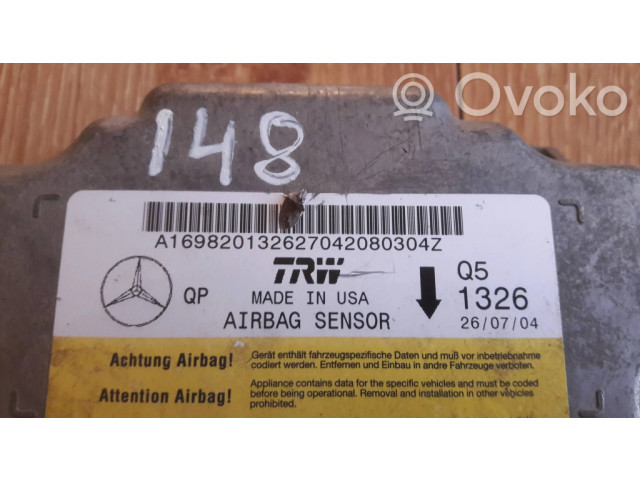 Ovoko
148
A169820132627042080304Z
TRW
Q5
QP
MADE IN USA
1326
AIRBAG SENSOR
26/07/04
Achtung Airbag!
Gerät enthält fahrzeugspezifische Daten und muß vor inbetriebnahme
codiert werden. Entfernen und Einbau in andre Fahrzeuge verboten.
Attention Airbag!
Appliance contains data for the specific vehicles and must be coded
before being operational. Removal and installation in other vehicles
prohibited.